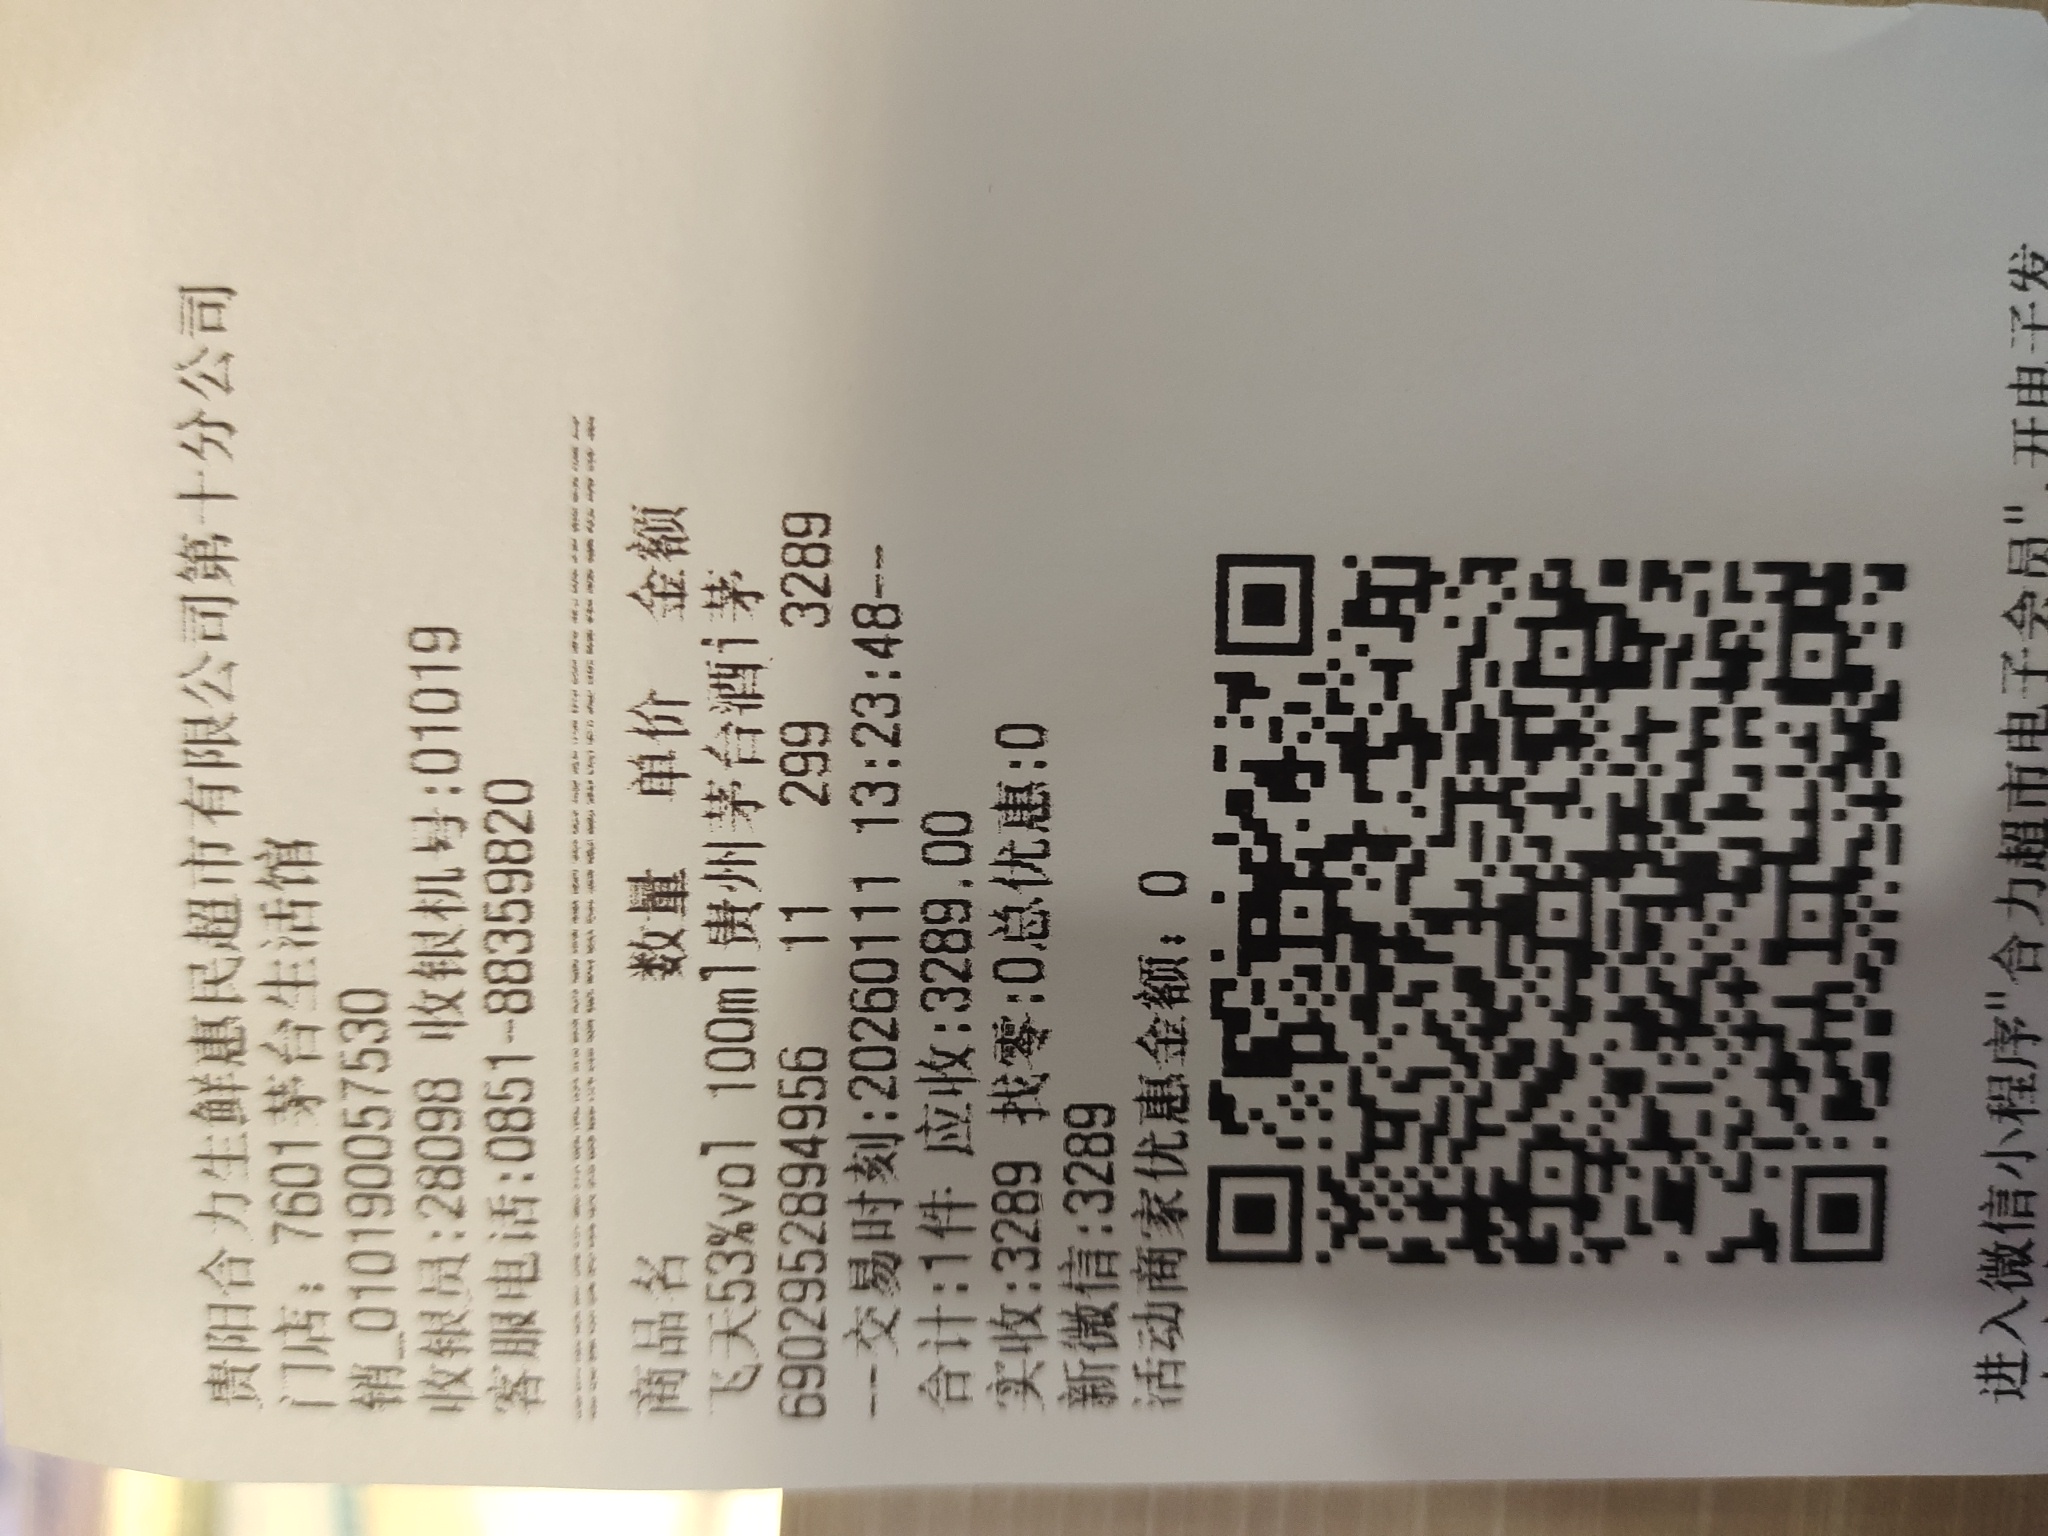 贵阳合力生鲜惠民超市有限公司第十分公司
门店: 7601茅台生活馆
销_010190057530
收银员:28098 收银机号:01019
客服电话:0851-88359820
商品名 数量 单价 金额
飞天53%vol 100ml贵州茅台酒i茅
6902952894956 11 299 3289
--交易时刻:20260111 13:23:48--
合计:1件 应收:3289.00
实收:3289 找零:0总优惠:0
新微信:3289
活动商家优惠金额: 0
进入微信小程序"合力超市电子会员",开电子发